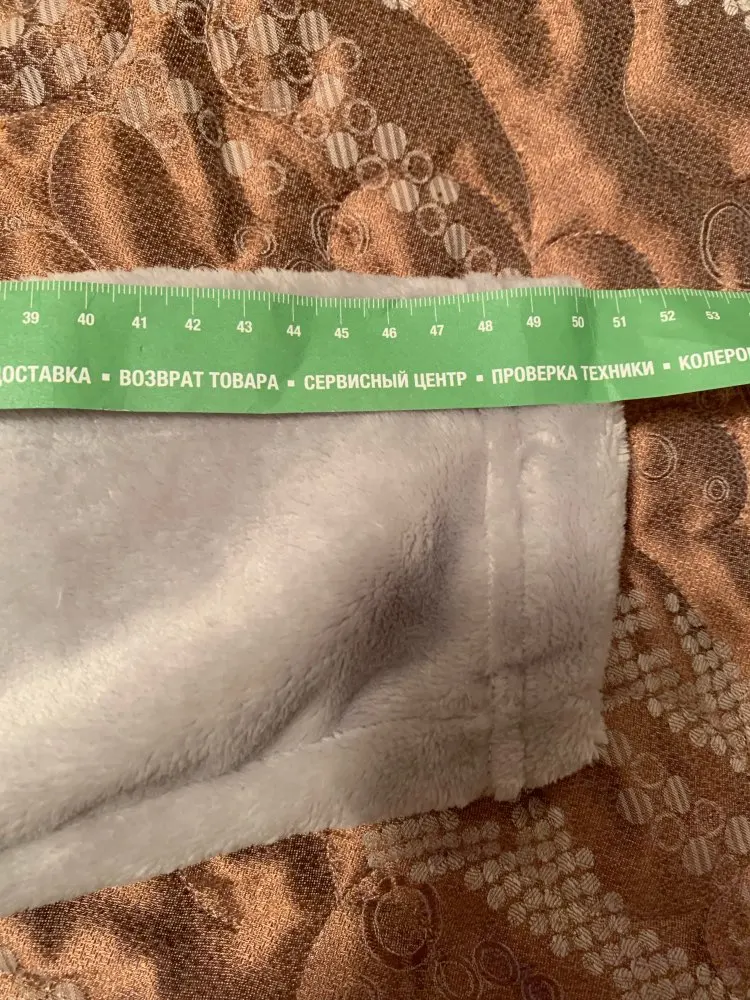 39 40 41 42 43 44 45 46 47 48 49 50 51 52 53
ДОСТАВКА ▪ ВОЗВРАТ ТОВАРА ▪ СЕРВИСНЫЙ ЦЕНТР ▪ ПРОВЕРКА ТЕХНИКИ ▪ КОЛЕРО